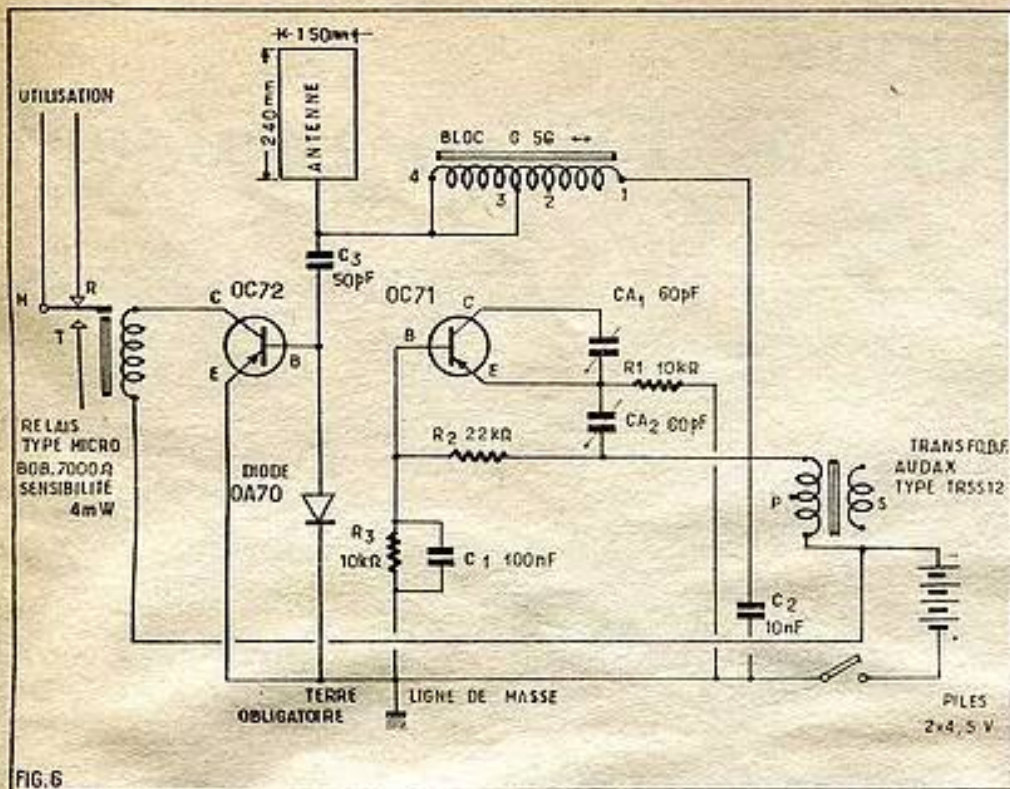 150mm
UTILISATION
240mm
ANTENNE
BLOC G 56 ↔
4
3
2
1
C3
50pF
M
R
T
OC72
C
E
B
OC71
C
B
E
CA1 60pF
R1 10kΩ
CA2 60pF
R2 22kΩ
RELAIS
TYPE MICRO
BOB.7000Ω
SENSIBILITÉ
4mW
DIODE
OA70
TRANSFO.B.F.
AUDAX
TYPE TRSS12
P
S
R3
10kΩ
C1 100nF
C2
10nF
TERRE
OBLIGATOIRE
LIGNE DE MASSE
PILES
2×4,5 V
FIG.6